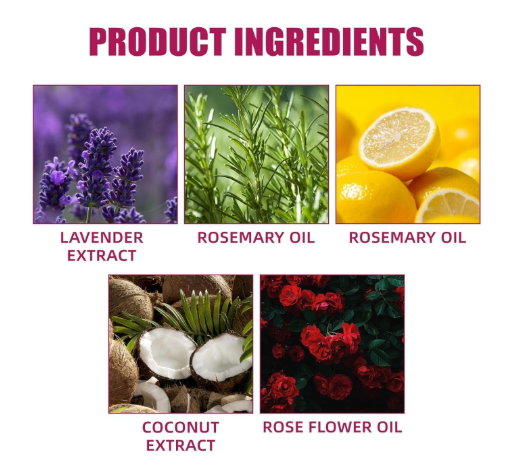 PRODUCT INGREDIENTS
LAVENDER
EXTRACT
ROSEMARY OIL
ROSEMARY OIL
COCONUT
EXTRACT
ROSE FLOWER OIL